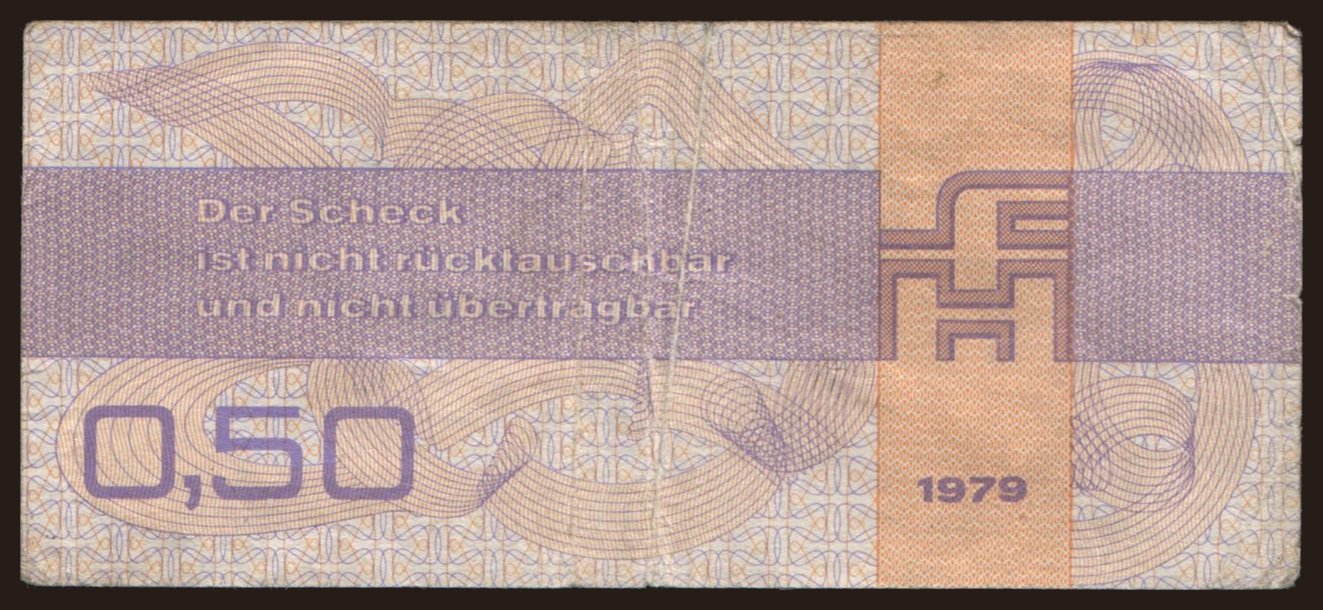 Der Scheck
ist nicht rücktauschbar
und nicht übertragbar
0,50
1979